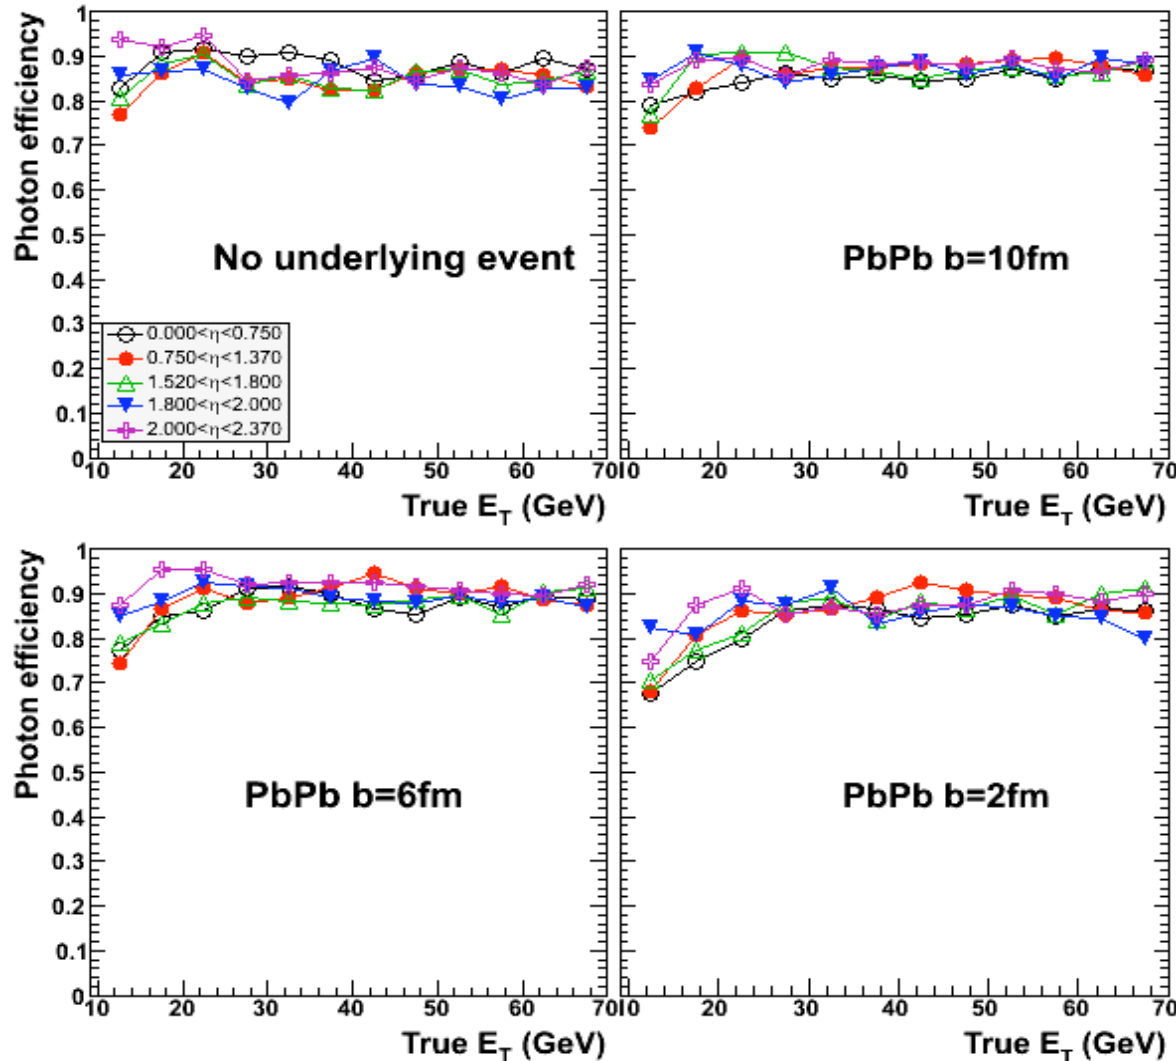 Photon efficiency
1
0.9
0.8
0.7
0.6
0.5
0.4
0.3
0.2
0.1
0
No underlying event
0.000<η<0.750
0.750<η<1.370
1.520<η<1.800
1.800<η<2.000
2.000<η<2.370
10 20 30 40 50 60 70
True E_T (GeV)
PbPb b=10fm
10 20 30 40 50 60 70
True E_T (GeV)
Photon efficiency
1
0.9
0.8
0.7
0.6
0.5
0.4
0.3
0.2
0.1
0
PbPb b=6fm
10 20 30 40 50 60 70
True E_T (GeV)
PbPb b=2fm
10 20 30 40 50 60 70
True E_T (GeV)